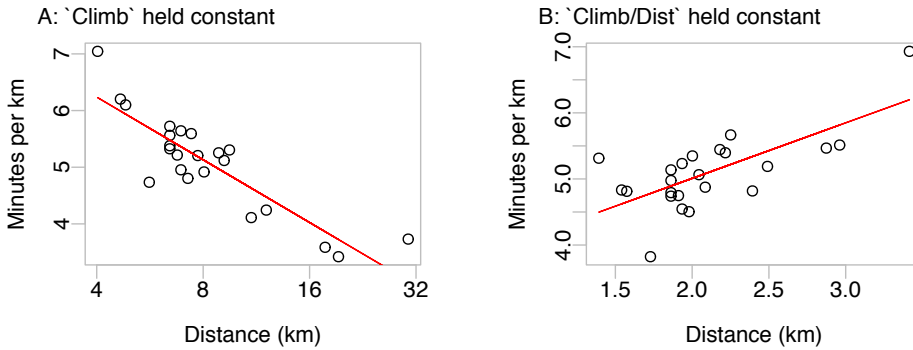 A: `Climb` held constant
Minutes per km
7
6
5
4
4 8 16 32
Distance (km)
B: `Climb/Dist` held constant
Minutes per km
7.0
6.0
5.0
4.0
1.5 2.0 2.5 3.0
Distance (km)